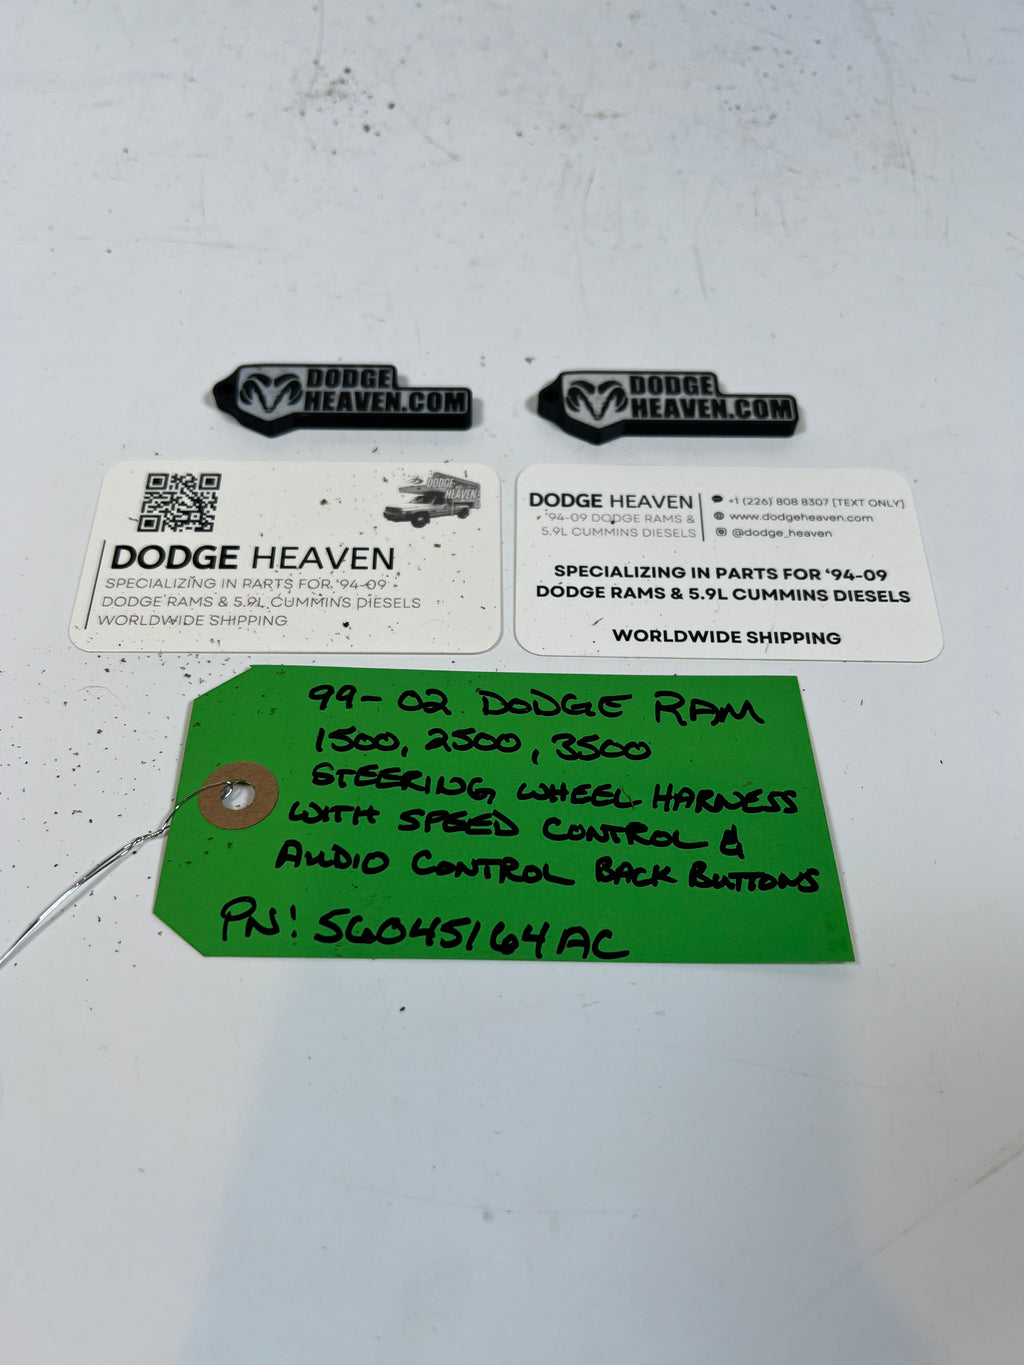 DODGE
HEAVEN.COM
DODGE
HEAVEN.COM
DODGE
HEAVEN
DODGE HEAVEN
SPECIALIZING IN PARTS FOR '94-09
DODGE RAMS & 5.9L CUMMINS DIESELS
WORLDWIDE SHIPPING
DODGE HEAVEN
'94-09 DODGE RAMS &
5.9L CUMMINS DIESELS
+1 (226) 808 8307 [TEXT ONLY]
www.dodgeheaven.com
@dodge_heaven
SPECIALIZING IN PARTS FOR '94-09
DODGE RAMS & 5.9L CUMMINS DIESELS
WORLDWIDE SHIPPING
99-02 DODGE RAM
1500, 2500, 3500
STEERING WHEEL HARNESS
WITH SPEED CONTROL &
AUDIO CONTROL BACK BUTTONS
PN: 56045164AC